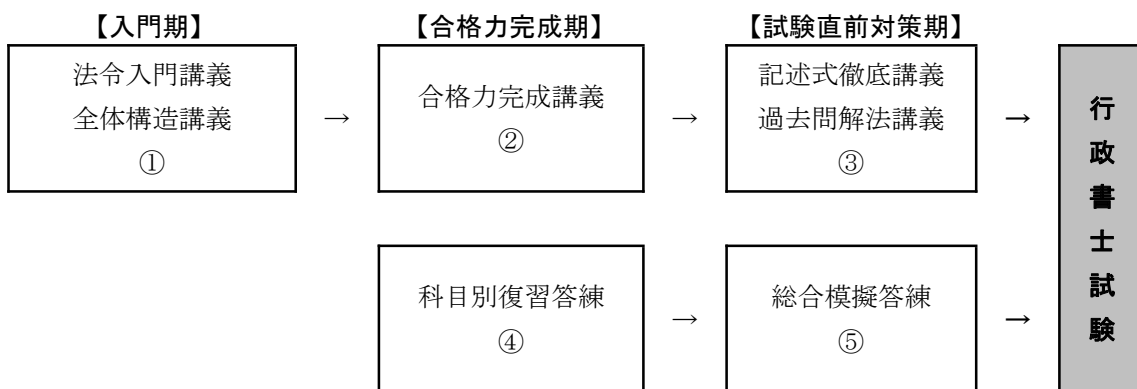 【入門期】
【合格力完成期】
【試験直前対策期】
法令入門講義
全体構造講義
①
→
合格力完成講義
②
→
記述式徹底講義
過去問解法講義
③
→
行政書士試験
科目別復習答練
④
→
総合模擬答練
⑤
→